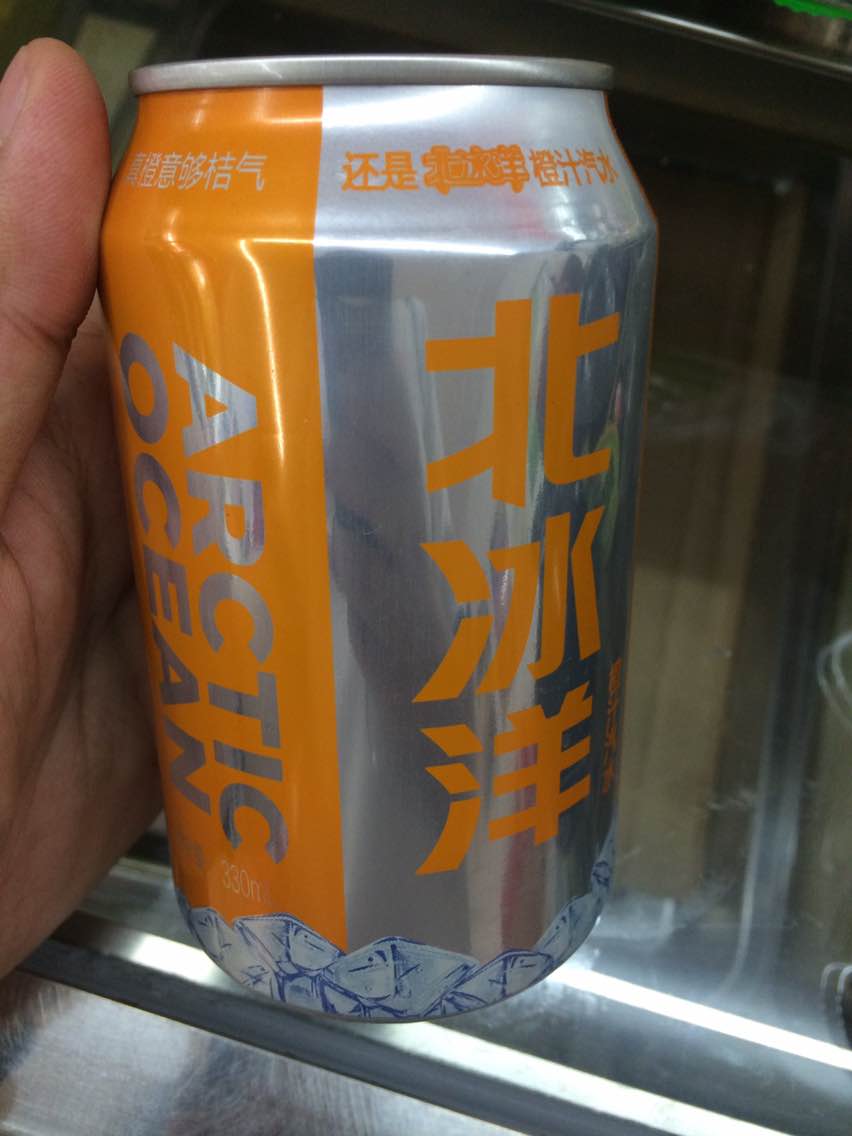 真橙意够桔气
还是北冰洋橙汁汽水
ARCTIC
OCEAN
330m
北冰洋